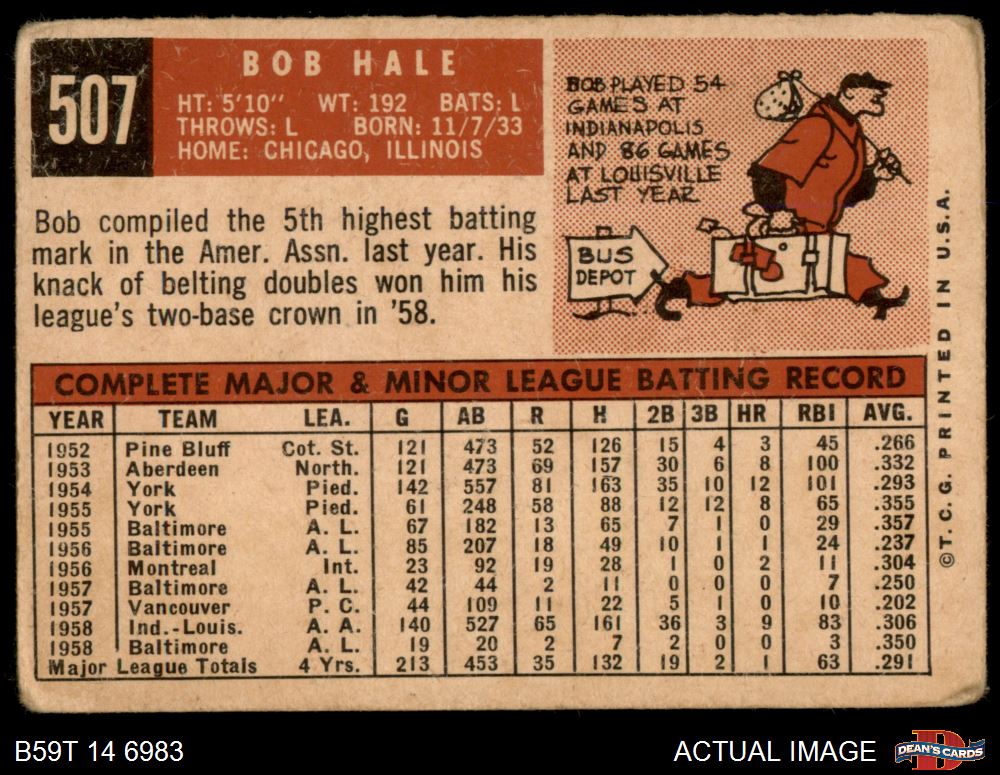 507
BOB HALE
HT: 5'10" WT: 192 BATS: L
THROWS: L BORN: 11/7/33
HOME: CHICAGO, ILLINOIS
BOB PLAYED 54
GAMES AT
INDIANAPOLIS
AND 86 GAMES
AT LOUISVILLE
LAST YEAR
BUS
DEPOT
Bob compiled the 5th highest batting
mark in the Amer. Assn. last year. His
knack of belting doubles won him his
league's two-base crown in '58.
COMPLETE MAJOR & MINOR LEAGUE BATTING RECORD
YEAR TEAM LEA. G AB R H 2B 3B HR RBI AVG.
1952 Pine Bluff Cot. St. 121 473 52 126 15 4 3 45 .266
1953 Aberdeen North. 121 473 69 157 30 6 8 100 .332
1954 York Pied. 142 557 81 163 35 10 12 101 .293
1955 York Pied. 61 248 58 88 12 12 8 65 .355
1955 Baltimore A. L. 67 182 13 65 7 1 0 29 .357
1956 Baltimore A. L. 85 207 18 49 10 1 1 24 .237
1956 Montreal Int. 23 92 19 28 1 0 2 11 .304
1957 Baltimore A. L. 42 44 2 11 0 0 0 7 .250
1957 Vancouver P. C. 44 109 11 22 5 1 0 10 .202
1958 Ind.-Louis. A. A. 140 527 65 161 36 3 9 83 .306
1958 Baltimore A. L. 19 20 2 7 2 0 0 3 .350
Major League Totals 4 Yrs. 213 453 35 132 19 2 1 63 .291
©T.C.G. PRINTED IN U.S.A.
B59T 14 6983
ACTUAL IMAGE
DEAN'S CARDS